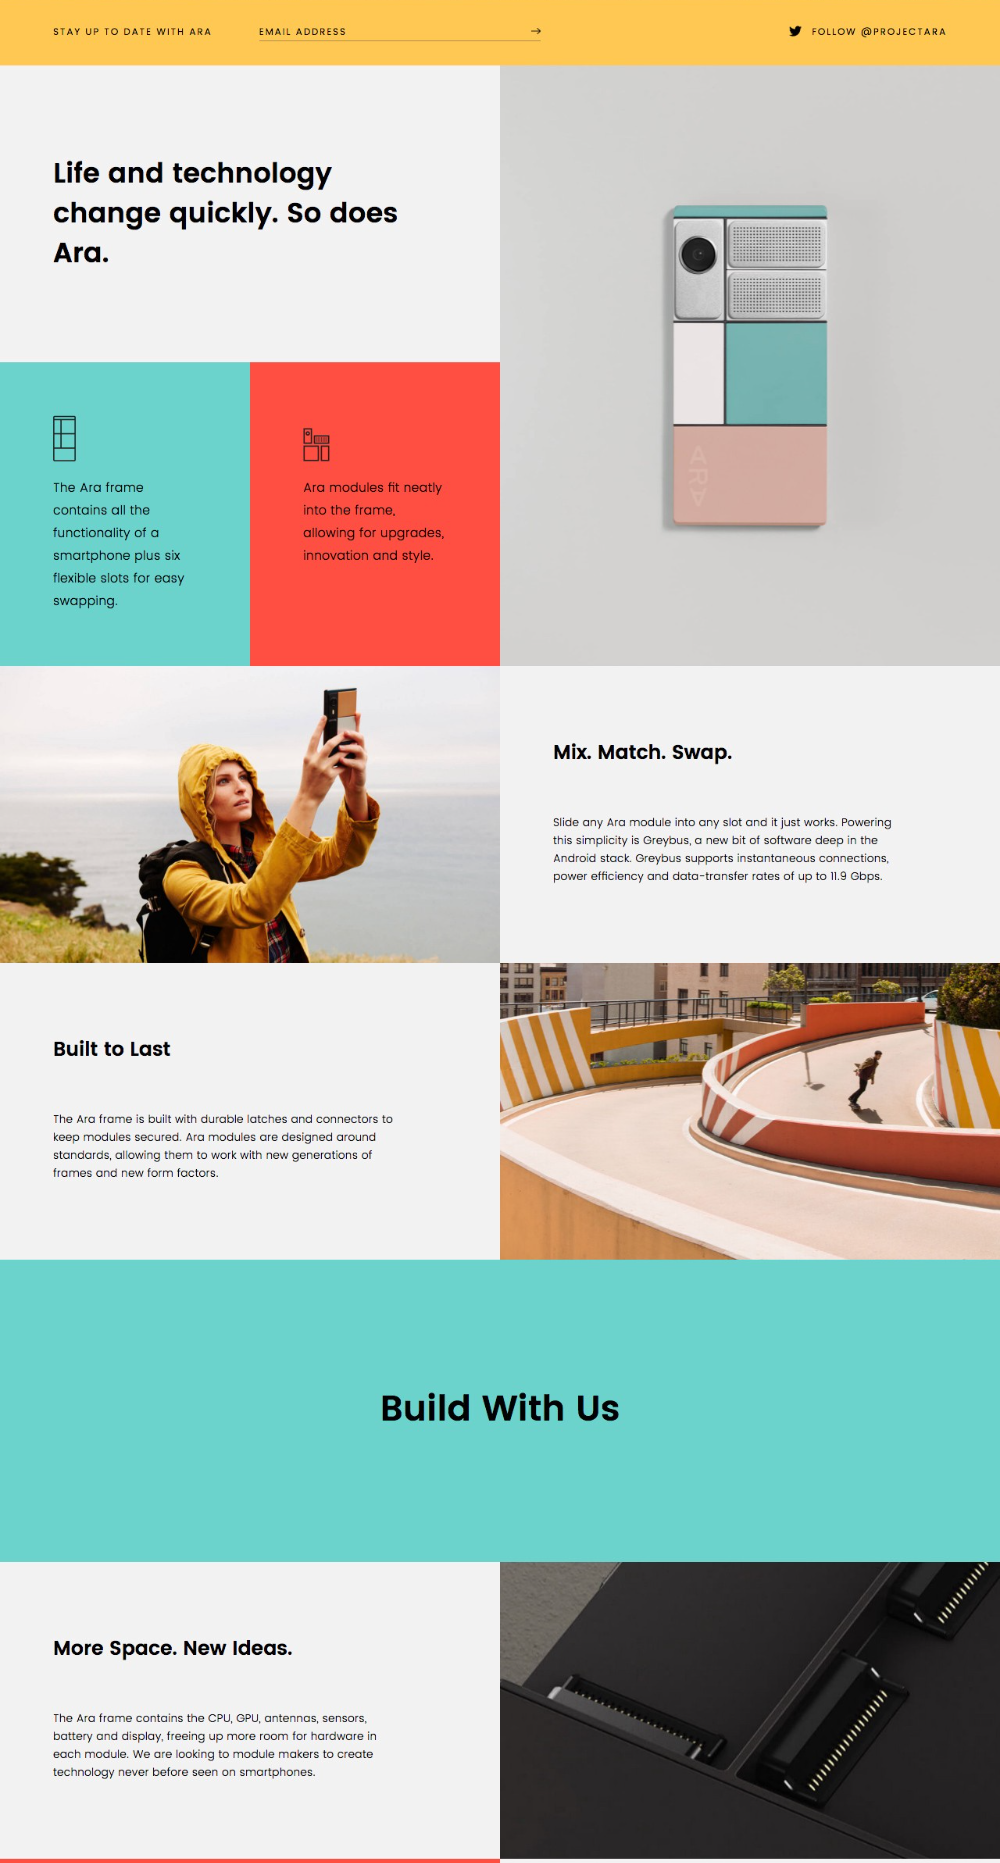 STAY UP TO DATE WITH ARA
EMAIL ADDRESS
FOLLOW @PROJECTARA
Life and technology
change quickly. So does
Ara.
ARA
The Ara frame
contains all the
functionality of a
smartphone plus six
flexible slots for easy
swapping.
Ara modules fit neatly
into the frame,
allowing for upgrades,
innovation and style.
Mix. Match. Swap.
Slide any Ara module into any slot and it just works. Powering
this simplicity is Greybus, a new bit of software deep in the
Android stack. Greybus supports instantaneous connections,
power efficiency and data-transfer rates of up to 11.9 Gbps.
Built to Last
The Ara frame is built with durable latches and connectors to
keep modules secured. Ara modules are designed around
standards, allowing them to work with new generations of
frames and new form factors.
Build With Us
More Space. New Ideas.
The Ara frame contains the CPU, GPU, antennas, sensors,
battery and display, freeing up more room for hardware in
each module. We are looking to module makers to create
technology never before seen on smartphones.